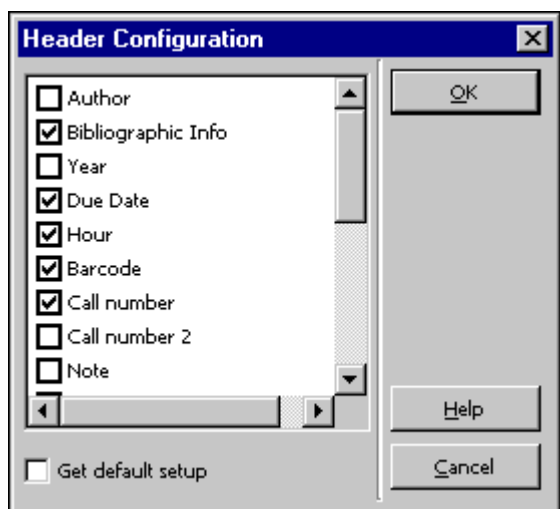 Header Configuration
Author
Bibliographic Info
Year
Due Date
Hour
Barcode
Call number
Call number 2
Note
Get default setup
OK
Help
Cancel